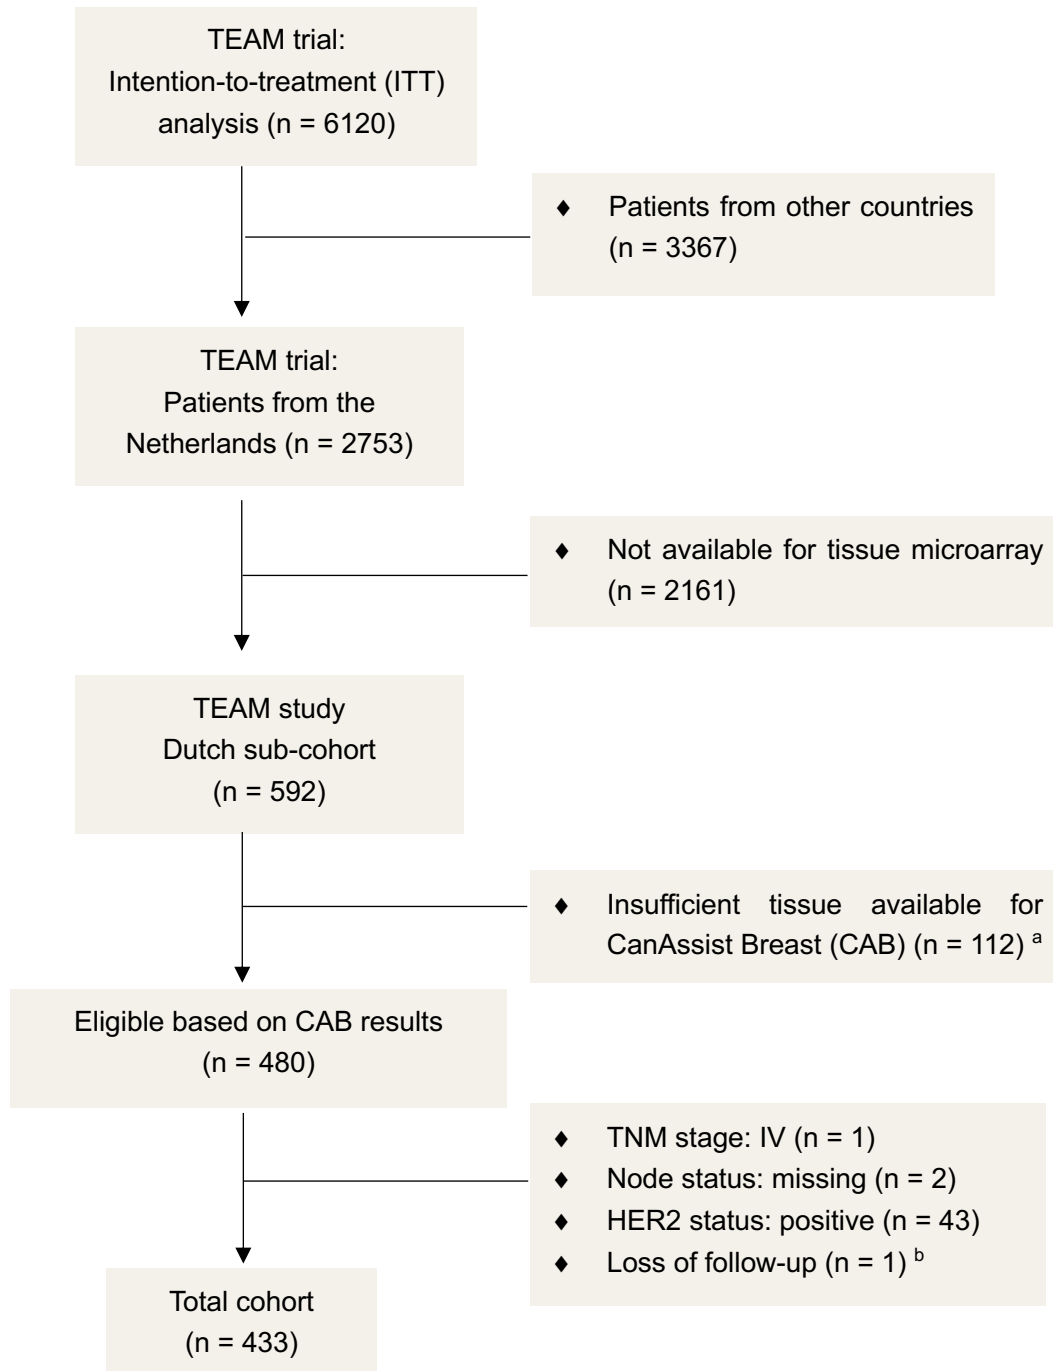 TEAM trial:
Intention-to-treatment (ITT)
analysis (n = 6120)
♦ Patients from other countries
(n = 3367)
TEAM trial:
Patients from the
Netherlands (n = 2753)
♦ Not available for tissue microarray
(n = 2161)
TEAM study
Dutch sub-cohort
(n = 592)
♦ Insufficient tissue available for
CanAssist Breast (CAB) (n = 112) a
Eligible based on CAB results
(n = 480)
♦ TNM stage: IV (n = 1)
♦ Node status: missing (n = 2)
♦ HER2 status: positive (n = 43)
♦ Loss of follow-up (n = 1) b
Total cohort
(n = 433)